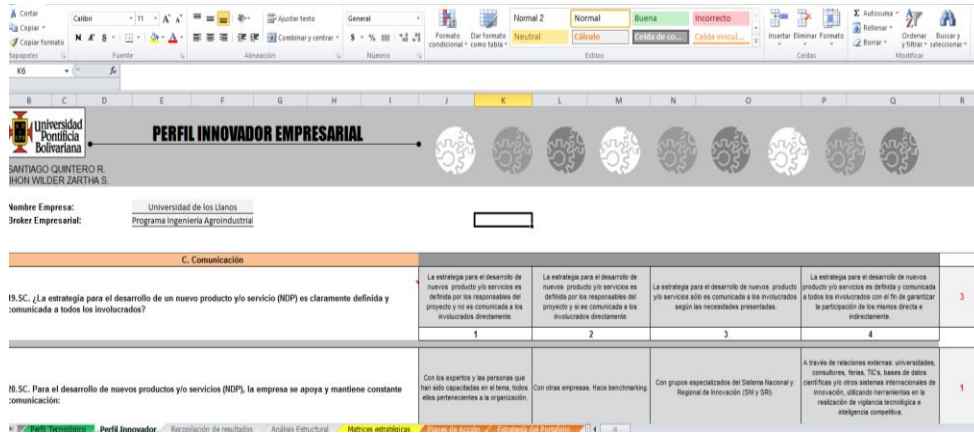 Cortar
Copiar
Copiar formato
Calibri
11
N K S
Ajustar texto
Combinar y centrar
General
$ % 000
Formato condicional
Dar formato como tabla
Normal 2
Normal
Buena
Incorrecto
Neutral
Cálculo
Celda de co...
Celda vincul...
Insertar
Eliminar
Formato
Σ Autosuma
Rellenar
Borrar
Ordenar y filtrar
Buscar y seleccionar
tapapeles
Fuente
Alineación
Número
Estilos
Celdas
Modificar
K6
fx
B C D E F G H I J K L M N O P Q R
Universidad
Pontificia
Bolivariana
PERFIL INNOVADOR EMPRESARIAL
SANTIAGO QUINTERO R.
JHON WILDER ZARTHA S.
Nombre Empresa:
Universidad de los Llanos
Broker Empresarial:
Programa Ingeniería Agroindustrial
C. Comunicación
19.SC. ¿La estrategia para el desarrollo de un nuevo producto y/o servicio (NDP) es claramente definida y
comunicada a todos los involucrados?
La estrategia para el desarrollo de
nuevos producto y/o servicios es
definida por los responsables del
proyecto y no es comunicada a los
involucrados directamente.
La estrategia para el desarrollo de
nuevos producto y/o servicios es
definida por los responsables del
proyecto y si es comunicada a los
involucrados directamente.
La estrategia para el desarrollo de nuevos producto
y/o servicios sólo es comunicada a los involucrados
según las necesidades presentadas.
La estrategia para el desarrollo de nuevos
producto y/o servicios es definida y comunicada
a todos los involucrados con el fin de garantizar
la participación de los mismos directa e
indirectamente.
3
1
2
3
4
20.SC. Para el desarrollo de nuevos productos y/o servicios (NDP), la empresa se apoya y mantiene constante
comunicación:
Con los expertos y las personas que
han sido capacitadas en el tema, todos
ellos pertenecientes a la organización.
Con otras empresas. Hace benchmarking.
Con grupos especializados del Sistema Nacional y
Regional de Innovación (SNI y SRI).
A través de relaciones externas: universidades,
consultores, ferias, TIC's, bases de datos
científicas y/o otros sistemas internacionales de
innovación, utilizando herramientas en la
realización de vigilancia tecnológica e
inteligencia competitiva.
1
Perfil Tecnológico
Perfil Innovador
Recopilación de resultados
Análisis Estructural
Matrices estratégicas
Planes de Acción
Estrategia del Portafolio